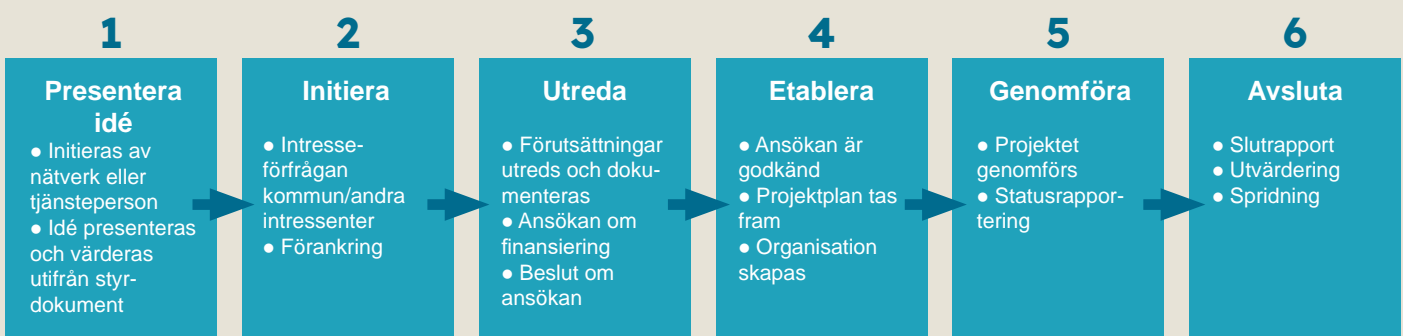 1
Presentera
idé
● Initieras av
nätverk eller
tjänsteperson
● Idé presenteras
och värderas
utifrån styr-
dokument
2
Initiera
● Intresse-
förfrågan
kommun/andra
intressenter
● Förankring
3
Utreda
● Förutsättningar
utreds och doku-
menteras
● Ansökan om
finansiering
● Beslut om
ansökan
4
Etablera
● Ansökan är
godkänd
● Projektplan tas
fram
● Organisation
skapas
5
Genomföra
● Projektet
genomförs
● Statusrappor-
tering
6
Avsluta
● Slutrapport
● Utvärdering
● Spridning